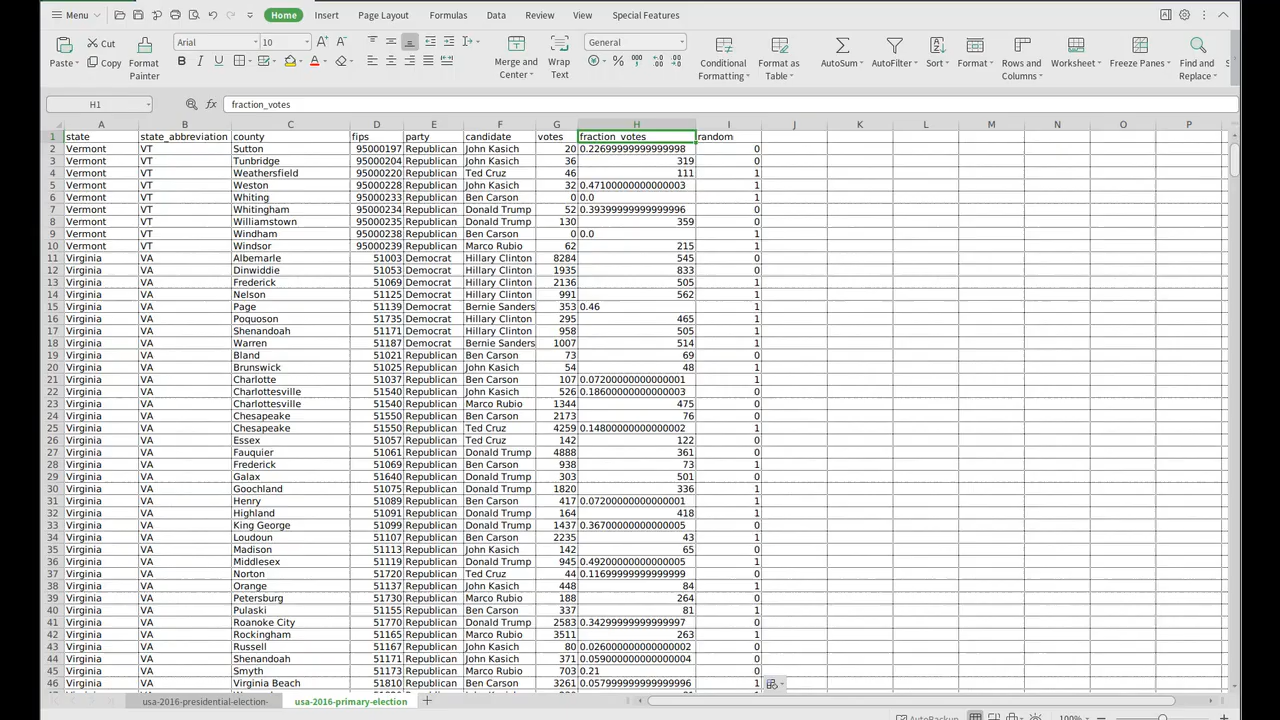 Menu Home Insert Page Layout Formulas Data Review View Special Features
Cut Arial 10 General
Paste Copy Format Painter Merge and Center Wrap Text Conditional Formatting Format as Table AutoSum AutoFilter Sort Format Rows and Columns Worksheet Freeze Panes Find and Replace
H1 fx fraction_votes
A B C D E F G H I J K L M N O P
1 state state_abbreviation county fips party candidate votes fraction_votes random
2 Vermont VT Sutton 95000197 Republican John Kasich 20 0.22699999999999998 0
3 Vermont VT Tunbridge 95000204 Republican John Kasich 36 319 0
4 Vermont VT Weathersfield 95000220 Republican Ted Cruz 46 111 1
5 Vermont VT Weston 95000228 Republican John Kasich 32 0.47100000000000003 1
6 Vermont VT Whiting 95000233 Republican Ben Carson 0 0.0 1
7 Vermont VT Whitingham 95000234 Republican Donald Trump 52 0.39399999999999996 0
8 Vermont VT Williamstown 95000235 Republican Donald Trump 130 359 0
9 Vermont VT Windham 95000238 Republican Ben Carson 0 0.0 1
10 Vermont VT Windsor 95000239 Republican Marco Rubio 62 215 1
11 Virginia VA Albemarle 51003 Democrat Hillary Clinton 8284 545 0
12 Virginia VA Dinwiddie 51053 Democrat Hillary Clinton 1935 833 0
13 Virginia VA Frederick 51069 Democrat Hillary Clinton 2136 505 1
14 Virginia VA Nelson 51125 Democrat Hillary Clinton 991 562 1
15 Virginia VA Page 51139 Democrat Bernie Sanders 353 0.46 1
16 Virginia VA Poquoson 51735 Democrat Hillary Clinton 295 465 1
17 Virginia VA Shenandoah 51171 Democrat Hillary Clinton 958 505 1
18 Virginia VA Warren 51187 Democrat Bernie Sanders 1007 514 1
19 Virginia VA Bland 51021 Republican Ben Carson 73 69 0
20 Virginia VA Brunswick 51025 Republican John Kasich 54 48 1
21 Virginia VA Charlotte 51037 Republican Ben Carson 107 0.07200000000000001 1
22 Virginia VA Charlottesville 51540 Republican John Kasich 526 0.18600000000000003 0
23 Virginia VA Charlottesville 51540 Republican Marco Rubio 1344 475 0
24 Virginia VA Chesapeake 51550 Republican Ben Carson 2173 76 0
25 Virginia VA Chesapeake 51550 Republican Ted Cruz 4259 0.14800000000000002 1
26 Virginia VA Essex 51057 Republican Ted Cruz 142 122 0
27 Virginia VA Fauquier 51061 Republican Donald Trump 4888 361 0
28 Virginia VA Frederick 51069 Republican Ben Carson 938 73 1
29 Virginia VA Galax 51640 Republican Donald Trump 303 501 0
30 Virginia VA Goochland 51075 Republican Donald Trump 1820 336 1
31 Virginia VA Henry 51089 Republican Ben Carson 417 0.07200000000000001 1
32 Virginia VA Highland 51091 Republican Donald Trump 164 418 1
33 Virginia VA King George 51099 Republican Donald Trump 1437 0.36700000000000005 0
34 Virginia VA Loudoun 51107 Republican Ben Carson 2235 43 1
35 Virginia VA Madison 51113 Republican John Kasich 142 65 0
36 Virginia VA Middlesex 51119 Republican Donald Trump 945 0.49200000000000005 1
37 Virginia VA Norton 51720 Republican Ted Cruz 44 0.11699999999999999 0
38 Virginia VA Orange 51137 Republican John Kasich 448 84 1
39 Virginia VA Petersburg 51730 Republican Marco Rubio 188 264 0
40 Virginia VA Pulaski 51155 Republican Ben Carson 337 81 1
41 Virginia VA Roanoke City 51770 Republican Donald Trump 2583 0.34299999999999997 0
42 Virginia VA Rockingham 51165 Republican Marco Rubio 3511 263 1
43 Virginia VA Russell 51167 Republican John Kasich 80 0.026000000000000002 0
44 Virginia VA Shenandoah 51171 Republican John Kasich 371 0.059000000000000004 0
45 Virginia VA Smyth 51173 Republican Marco Rubio 703 0.21 0
46 Virginia VA Virginia Beach 51810 Republican Ben Carson 3261 0.057999999999999996 1
usa-2016-presidential-election- usa-2016-primary-election
AutoBackup 100%